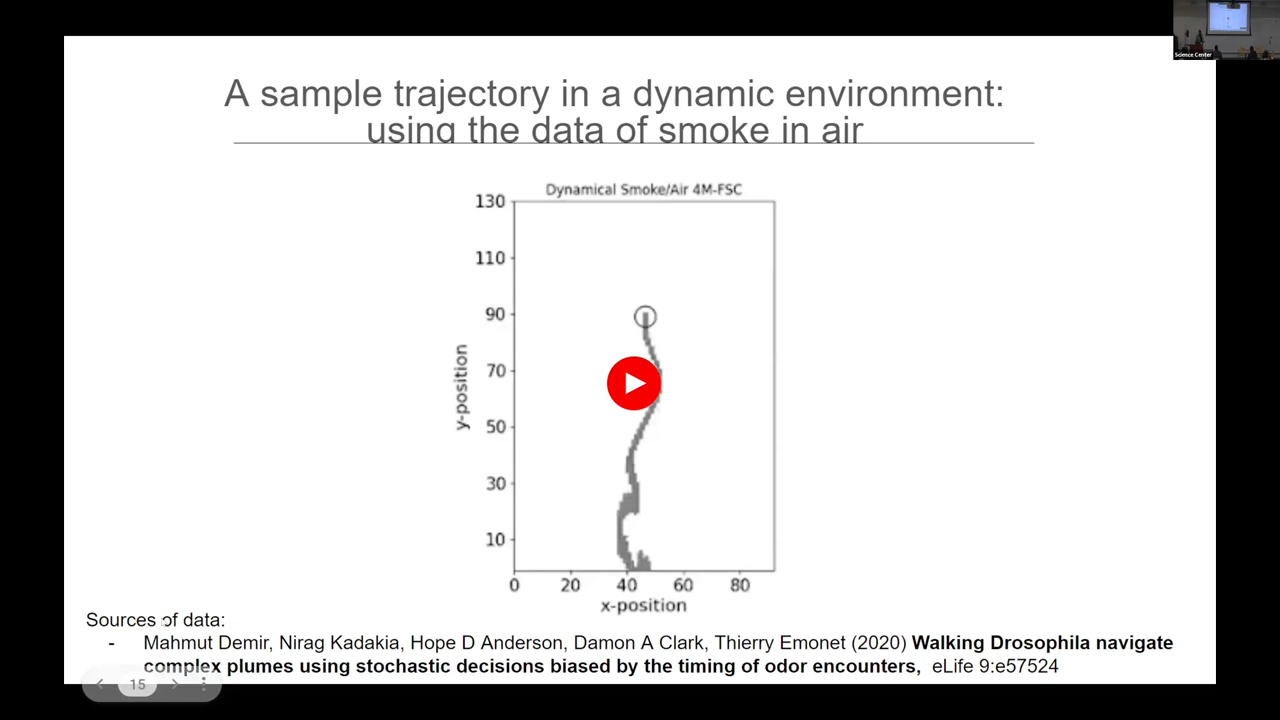 Science Center
A sample trajectory in a dynamic environment:
using the data of smoke in air
Dynamical Smoke/Air 4M-FSC
130
110
90
70
50
30
10
y-position
0 20 40 60 80
x-position
Sources of data:
- Mahmut Demir, Nirag Kadakia, Hope D Anderson, Damon A Clark, Thierry Emonet (2020) Walking Drosophila navigate
complex plumes using stochastic decisions biased by the timing of odor encounters, eLife 9:e57524
15